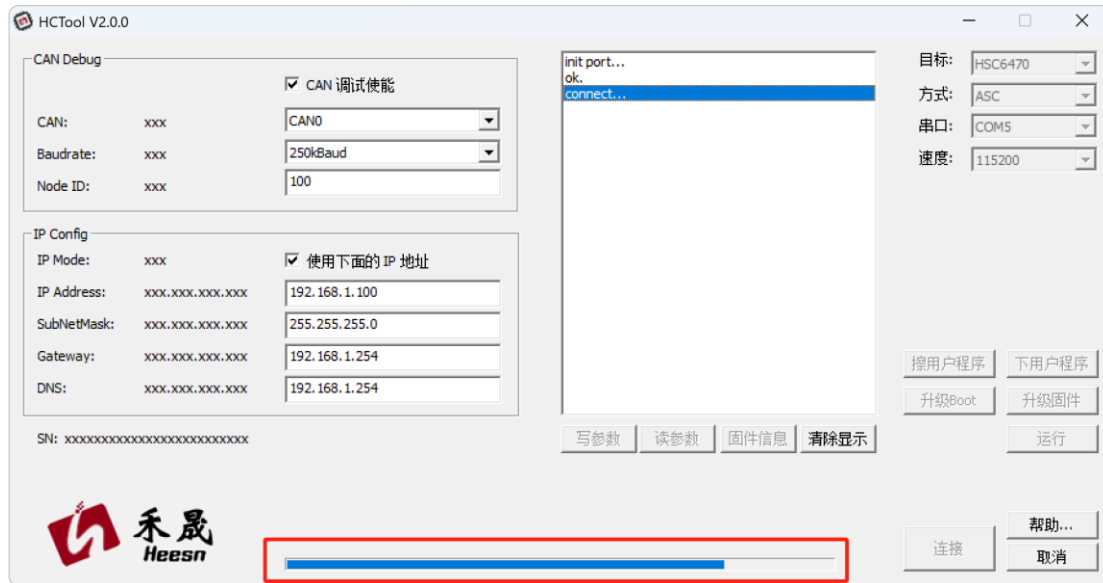 HCTool V2.0.0
CAN Debug
CAN 调试使能
CAN: xxx CAN0
Baudrate: xxx 250kBaud
Node ID: xxx 100
IP Config
IP Mode: xxx 使用下面的 IP 地址
IP Address: xxx.xxx.xxx.xxx 192.168.1.100
SubNetMask: xxx.xxx.xxx.xxx 255.255.255.0
Gateway: xxx.xxx.xxx.xxx 192.168.1.254
DNS: xxx.xxx.xxx.xxx 192.168.1.254
SN: xxxxxxxxxxxxxxxxxxxxxxxxxx
禾晟
Heesn
init port...
ok.
connect...
写参数 读参数 固件信息 清除显示
目标: HSC6470
方式: ASC
串口: COM5
速度: 115200
擦用户程序 下用户程序
升级Boot 升级固件
运行
连接
帮助...
取消